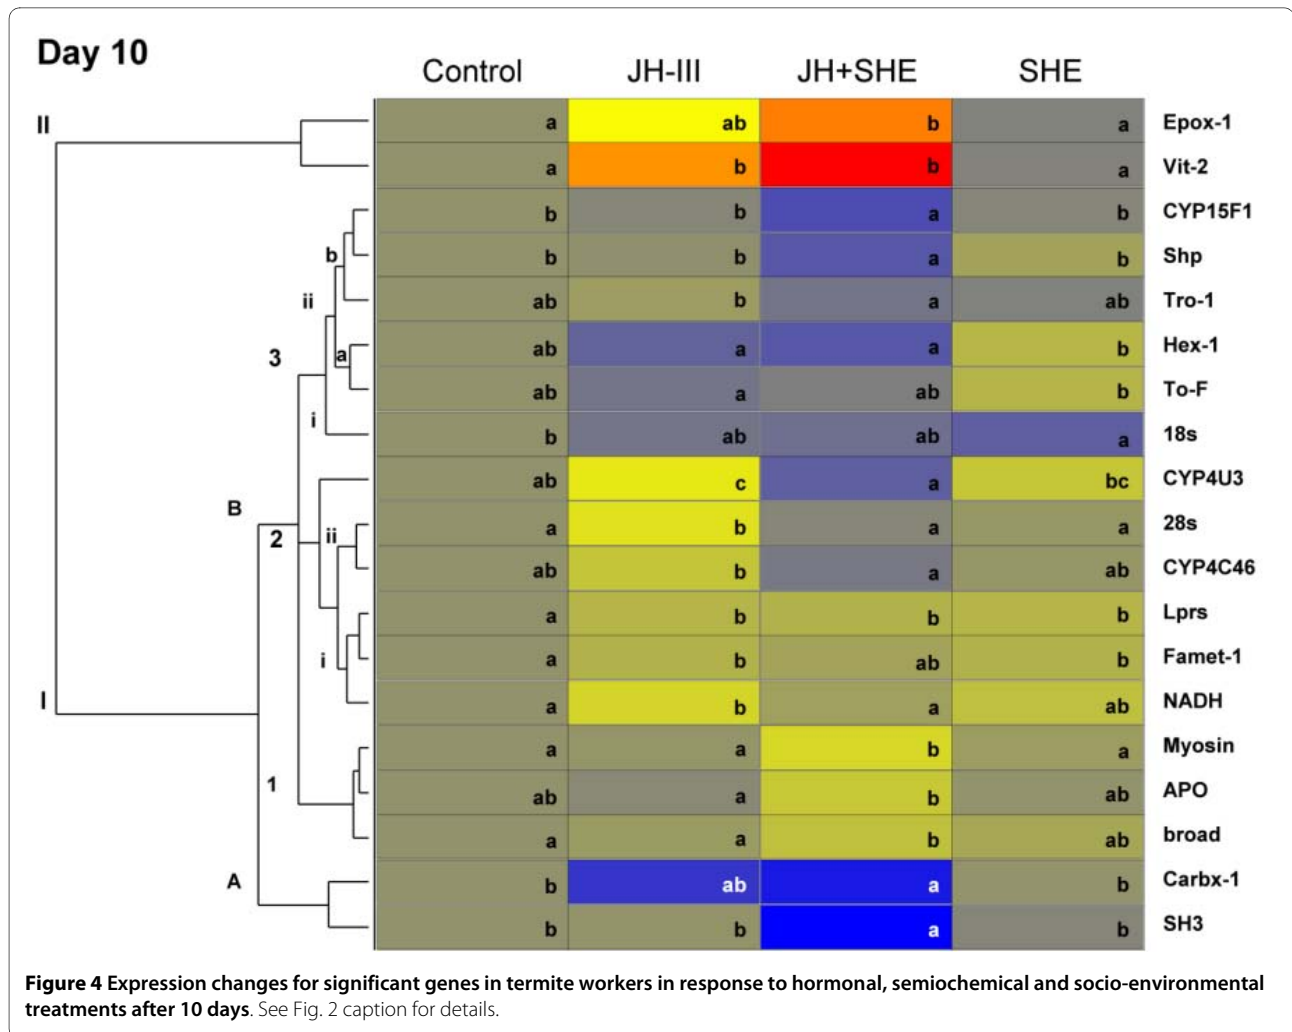 Day 10
Control JH-III JH+SHE SHE
II a ab b a Epox-1
a b b a Vit-2
b b a b CYP15F1
b b b a b Shp
ii ab b a ab Tro-1
3 a ab a a b Hex-1
ab a ab b To-F
i b ab ab a 18s
ab c a bc CYP4U3
B 2 ii a b a a 28s
ab b a ab CYP4C46
a b b b Lprs
i a b ab b Famet-1
I a b a ab NADH
a a b a Myosin
1 ab a b ab APO
a a b ab broad
A b ab a b Carbx-1
b b a b SH3
Figure 4 Expression changes for significant genes in termite workers in response to hormonal, semiochemical and socio-environmental
treatments after 10 days. See Fig. 2 caption for details.